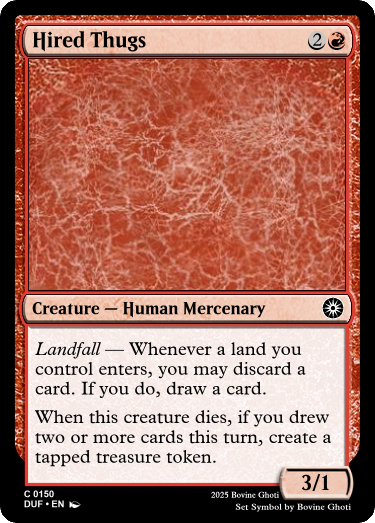 Hired Thugs 2
Creature — Human Mercenary
Landfall — Whenever a land you
control enters, you may discard a
card. If you do, draw a card.
When this creature dies, if you drew
two or more cards this turn, create a
tapped treasure token.
3/1
C 0150
DUF • EN
2025 Bovine Ghoti
Set Symbol by Bovine Ghoti